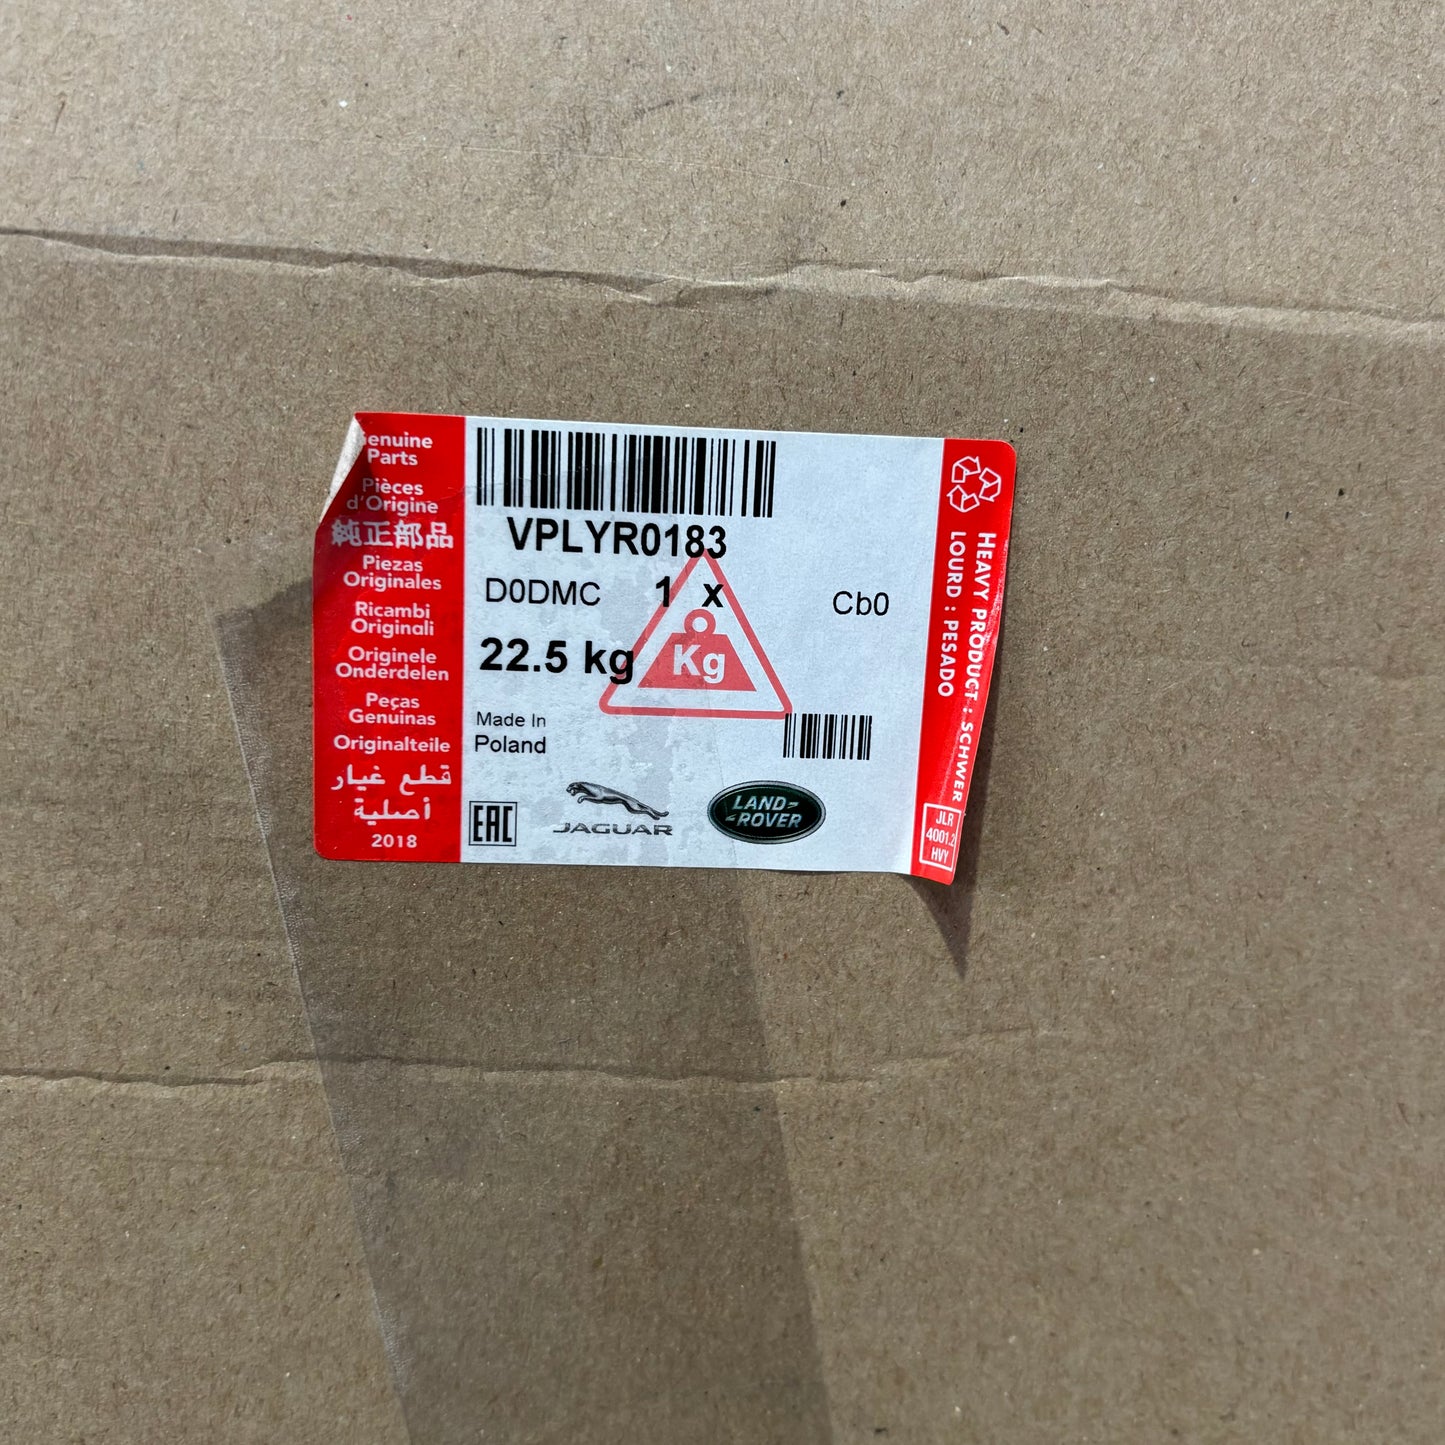 Genuine
Parts
Pièces
d'Origine
純正部品
Piezas
Originales
Ricambi
Originali
Originele
Onderdelen
Peças
Genuinas
Originalteile
قطع غيار
أصلية
2018
VPLYR0183
D0DMC 1 x Cb0
22.5 kg
Kg
Made In
Poland
EAC
JAGUAR
LAND-
-ROVER
HEAVY PRODUCT : SCHWER
LOURD : PESADO
JLR
4001.2
HVY